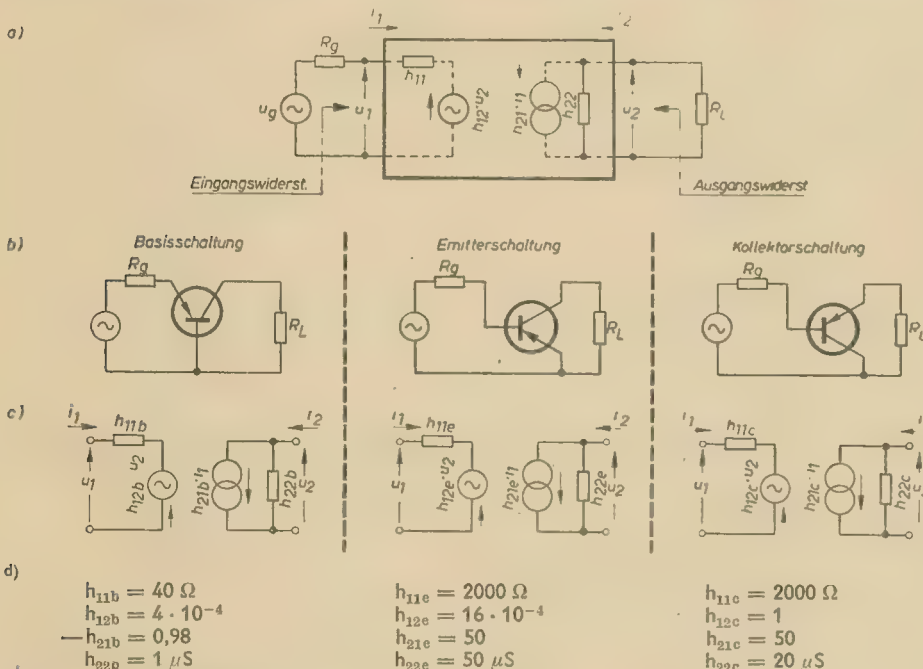 a)
i1
i2
Rg
h11
ug
u1
h12·u2
h21·i1
h22
u2
RL
Eingangswiderst.
Ausgangswiderst
b)
Basisschaltung
Emitterschaltung
Kollektorschaltung
Rg
RL
Rg
RL
Rg
c)
i1
h11b
u2
h12b
u1
h21b·i1
h22b
u2
i2
i1
h11e
u1
h12e·u2
h21e·i1
h22e
u2
i2
i1
h11c
u1
h12c·u2
h21c·i1
h22c
d)
h11b = 40 Ω
h12b = 4 · 10⁻⁴
—h21b = 0,98
h22b = 1 µS
h11e = 2000 Ω
h12e = 16 · 10⁻⁴
h21e = 50
h22e = 50 µS
h11c = 2000 Ω
h12c = 1
h21c = 50
h22c = 20 µS